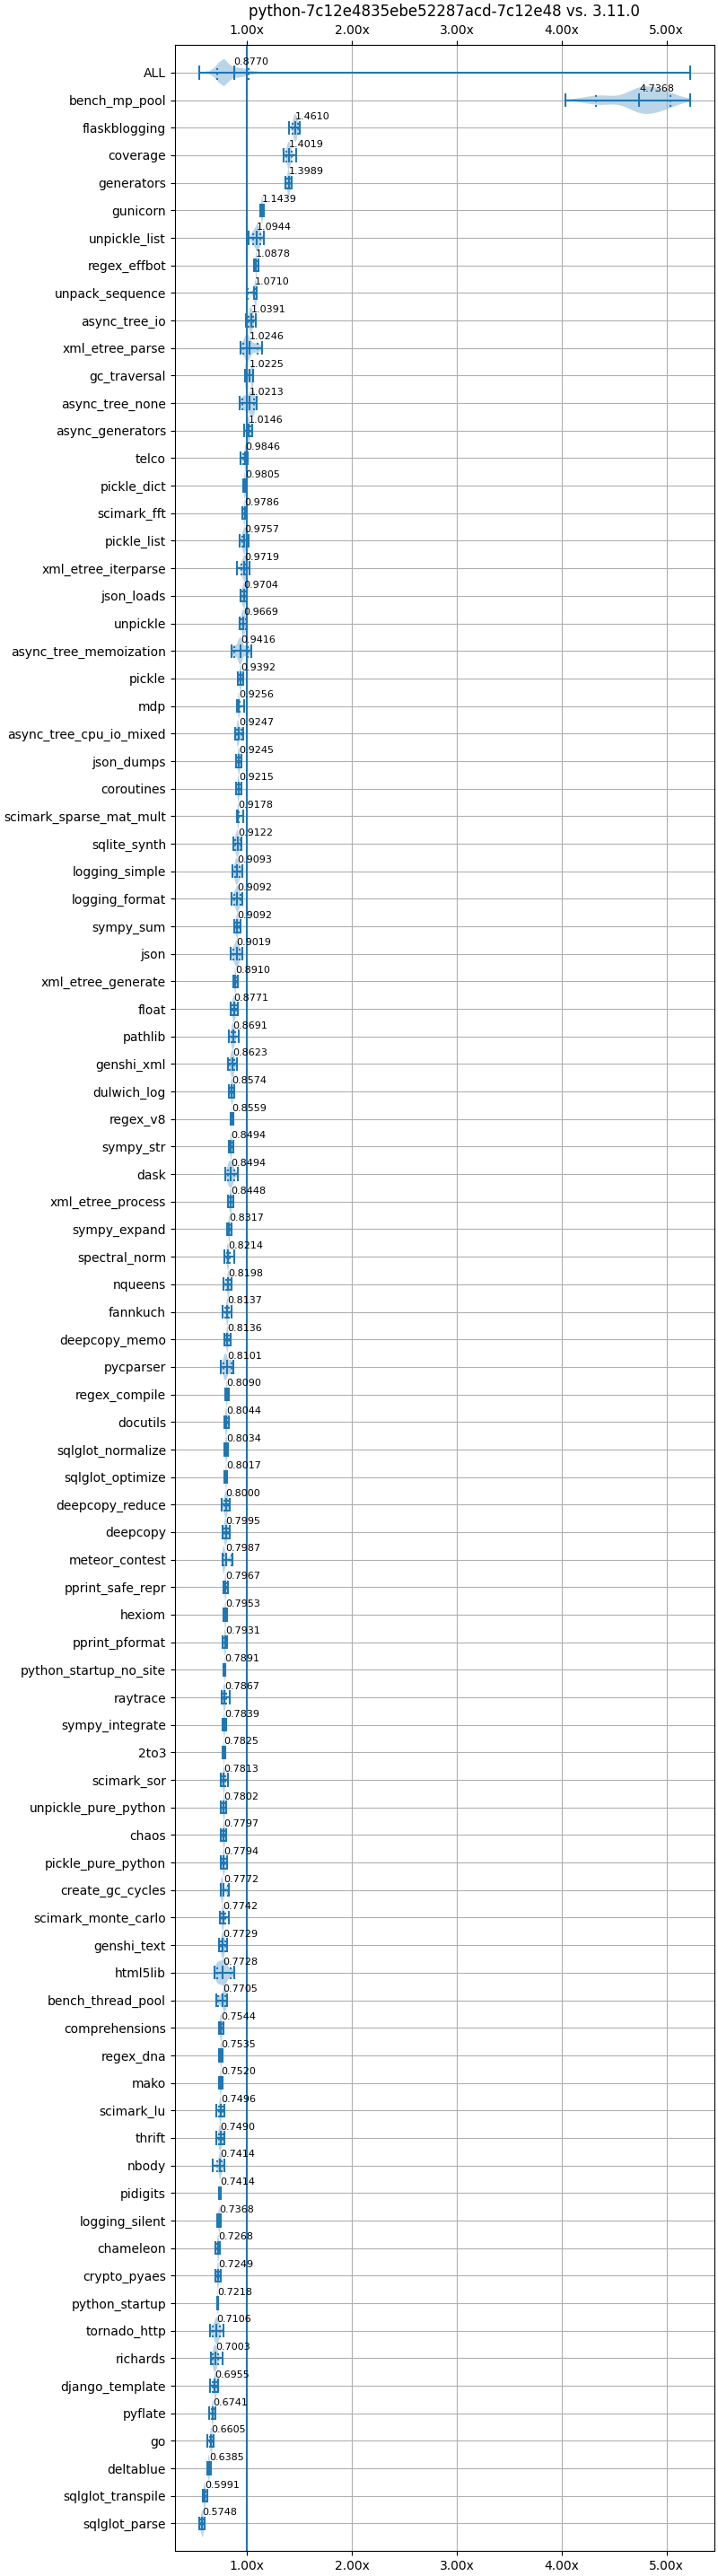 python-7c12e4835ebe52287acd-7c12e48 vs. 3.11.0
1.00x 2.00x 3.00x 4.00x 5.00x
ALL 0.8770
bench_mp_pool 4.7368
flaskblogging 1.4610
coverage 1.4019
generators 1.3989
gunicorn 1.1439
unpickle_list 1.0944
regex_effbot 1.0878
unpack_sequence 1.0710
async_tree_io 1.0391
xml_etree_parse 1.0246
gc_traversal 1.0225
async_tree_none 1.0213
async_generators 1.0146
telco 0.9846
pickle_dict 0.9805
scimark_fft 0.9786
pickle_list 0.9757
xml_etree_iterparse 0.9719
json_loads 0.9704
unpickle 0.9669
async_tree_memoization 0.9416
pickle 0.9392
mdp 0.9256
async_tree_cpu_io_mixed 0.9247
json_dumps 0.9245
coroutines 0.9215
scimark_sparse_mat_mult 0.9178
sqlite_synth 0.9122
logging_simple 0.9093
logging_format 0.9092
sympy_sum 0.9092
json 0.9019
xml_etree_generate 0.8910
float 0.8771
pathlib 0.8691
genshi_xml 0.8623
dulwich_log 0.8574
regex_v8 0.8559
sympy_str 0.8494
dask 0.8494
xml_etree_process 0.8448
sympy_expand 0.8317
spectral_norm 0.8214
nqueens 0.8198
fannkuch 0.8137
deepcopy_memo 0.8136
pycparser 0.8101
regex_compile 0.8090
docutils 0.8044
sqlglot_normalize 0.8034
sqlglot_optimize 0.8017
deepcopy_reduce 0.8000
deepcopy 0.7995
meteor_contest 0.7987
pprint_safe_repr 0.7967
hexiom 0.7953
pprint_pformat 0.7931
python_startup_no_site 0.7891
raytrace 0.7867
sympy_integrate 0.7839
2to3 0.7825
scimark_sor 0.7813
unpickle_pure_python 0.7802
chaos 0.7797
pickle_pure_python 0.7794
create_gc_cycles 0.7772
scimark_monte_carlo 0.7742
genshi_text 0.7729
html5lib 0.7728
bench_thread_pool 0.7705
comprehensions 0.7544
regex_dna 0.7535
mako 0.7520
scimark_lu 0.7496
thrift 0.7490
nbody 0.7414
pidigits 0.7414
logging_silent 0.7368
chameleon 0.7268
crypto_pyaes 0.7249
python_startup 0.7218
tornado_http 0.7106
richards 0.7003
django_template 0.6955
pyflate 0.6741
go 0.6605
deltablue 0.6385
sqlglot_transpile 0.5991
sqlglot_parse 0.5748
1.00x 2.00x 3.00x 4.00x 5.00x